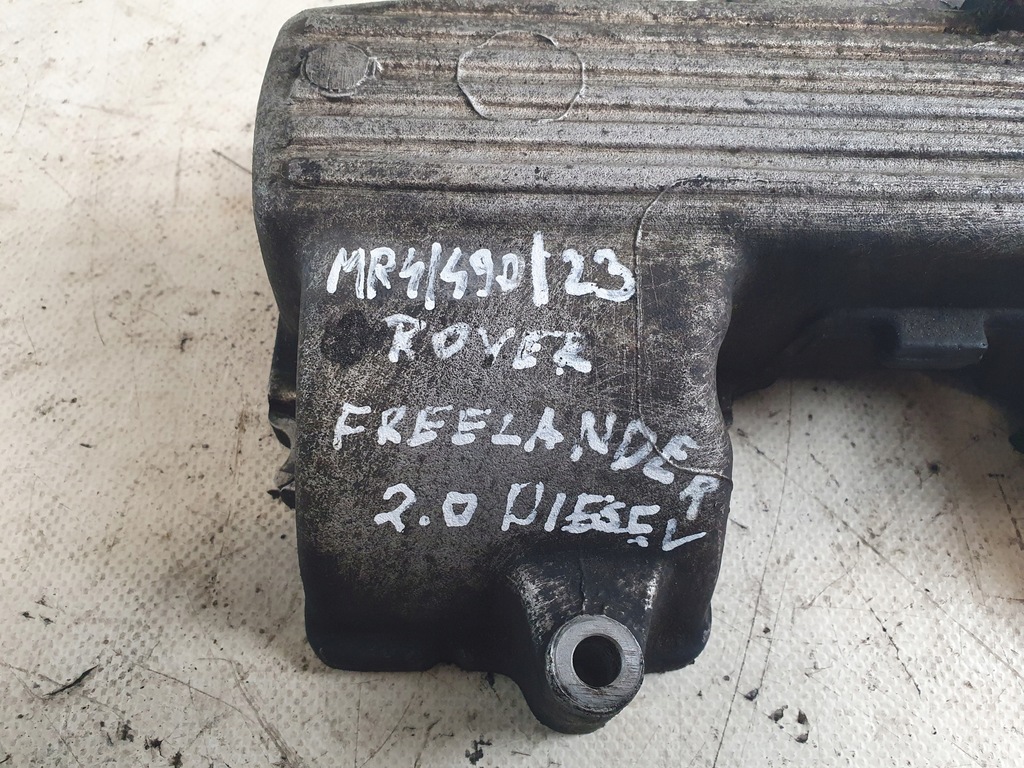 MR4/490/23
ROVER
FREELANDER
2.0 DIESEL